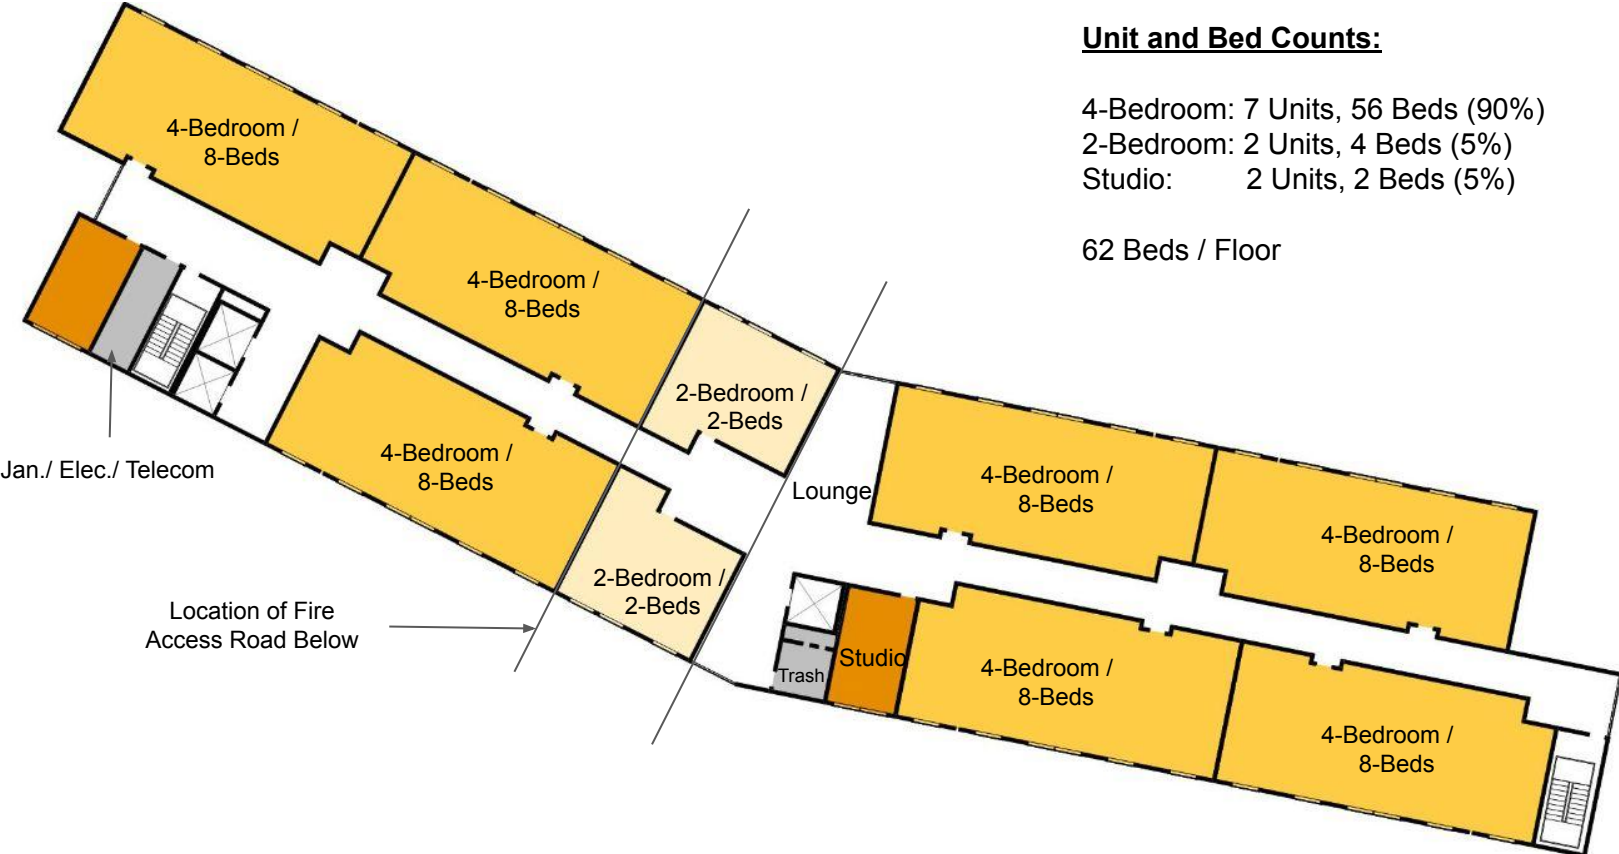 Unit and Bed Counts:
4-Bedroom: 7 Units, 56 Beds (90%)
2-Bedroom: 2 Units, 4 Beds (5%)
Studio: 2 Units, 2 Beds (5%)
62 Beds / Floor
4-Bedroom /
8-Beds
4-Bedroom /
8-Beds
2-Bedroom /
2-Beds
4-Bedroom /
8-Beds
Jan./ Elec./ Telecom
Lounge
4-Bedroom /
8-Beds
4-Bedroom /
8-Beds
2-Bedroom /
2-Beds
Location of Fire
Access Road Below
Trash
Studio
4-Bedroom /
8-Beds
4-Bedroom /
8-Beds